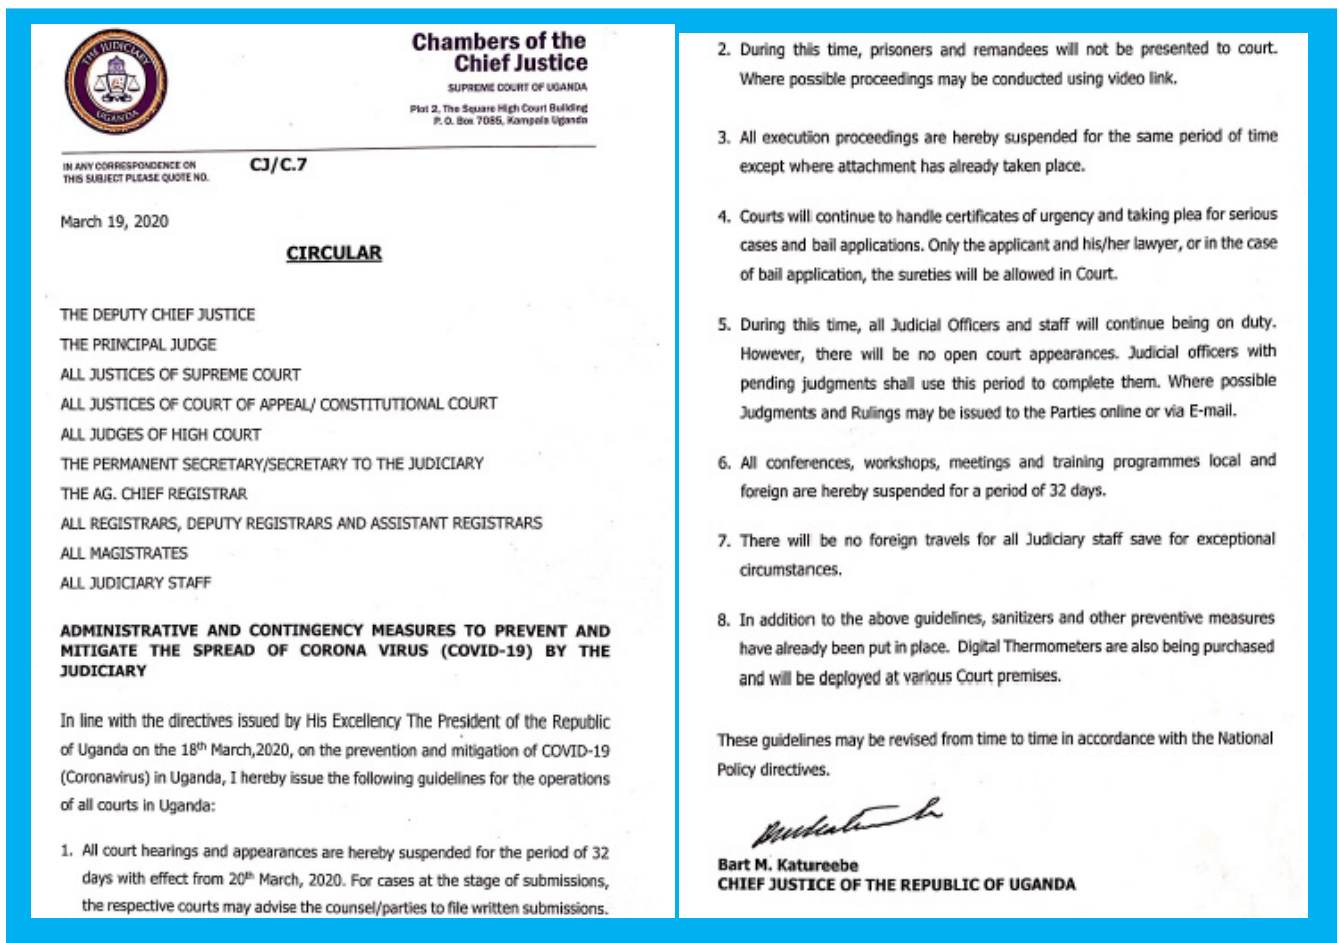 THE JUDICIARY
UGANDA
Chambers of the
Chief Justice
SUPREME COURT OF UGANDA
Plot 2, The Square High Court Building
P. O. Box 7085, Kampala Uganda
IN ANY CORRESPONDENCE ON
THIS SUBJECT PLEASE QUOTE NO.
CJ/C.7
March 19, 2020
CIRCULAR
THE DEPUTY CHIEF JUSTICE
THE PRINCIPAL JUDGE
ALL JUSTICES OF SUPREME COURT
ALL JUSTICES OF COURT OF APPEAL/ CONSTITUTIONAL COURT
ALL JUDGES OF HIGH COURT
THE PERMANENT SECRETARY/SECRETARY TO THE JUDICIARY
THE AG. CHIEF REGISTRAR
ALL REGISTRARS, DEPUTY REGISTRARS AND ASSISTANT REGISTRARS
ALL MAGISTRATES
ALL JUDICIARY STAFF
ADMINISTRATIVE AND CONTINGENCY MEASURES TO PREVENT AND
MITIGATE THE SPREAD OF CORONA VIRUS (COVID-19) BY THE
JUDICIARY
In line with the directives issued by His Excellency The President of the Republic
of Uganda on the 18th March,2020, on the prevention and mitigation of COVID-19
(Coronavirus) in Uganda, I hereby issue the following guidelines for the operations
of all courts in Uganda:
1. All court hearings and appearances are hereby suspended for the period of 32
days with effect from 20th March, 2020. For cases at the stage of submissions,
the respective courts may advise the counsel/parties to file written submissions.
2. During this time, prisoners and remandees will not be presented to court.
Where possible proceedings may be conducted using video link.
3. All execution proceedings are hereby suspended for the same period of time
except where attachment has already taken place.
4. Courts will continue to handle certificates of urgency and taking plea for serious
cases and bail applications. Only the applicant and his/her lawyer, or in the case
of bail application, the sureties will be allowed in Court.
5. During this time, all Judicial Officers and staff will continue being on duty.
However, there will be no open court appearances. Judicial officers with
pending judgments shall use this period to complete them. Where possible
Judgments and Rulings may be issued to the Parties online or via E-mail.
6. All conferences, workshops, meetings and training programmes local and
foreign are hereby suspended for a period of 32 days.
7. There will be no foreign travels for all Judiciary staff save for exceptional
circumstances.
8. In addition to the above guidelines, sanitizers and other preventive measures
have already been put in place. Digital Thermometers are also being purchased
and will be deployed at various Court premises.
These guidelines may be revised from time to time in accordance with the National
Policy directives.
Bart M. Katureebe
CHIEF JUSTICE OF THE REPUBLIC OF UGANDA